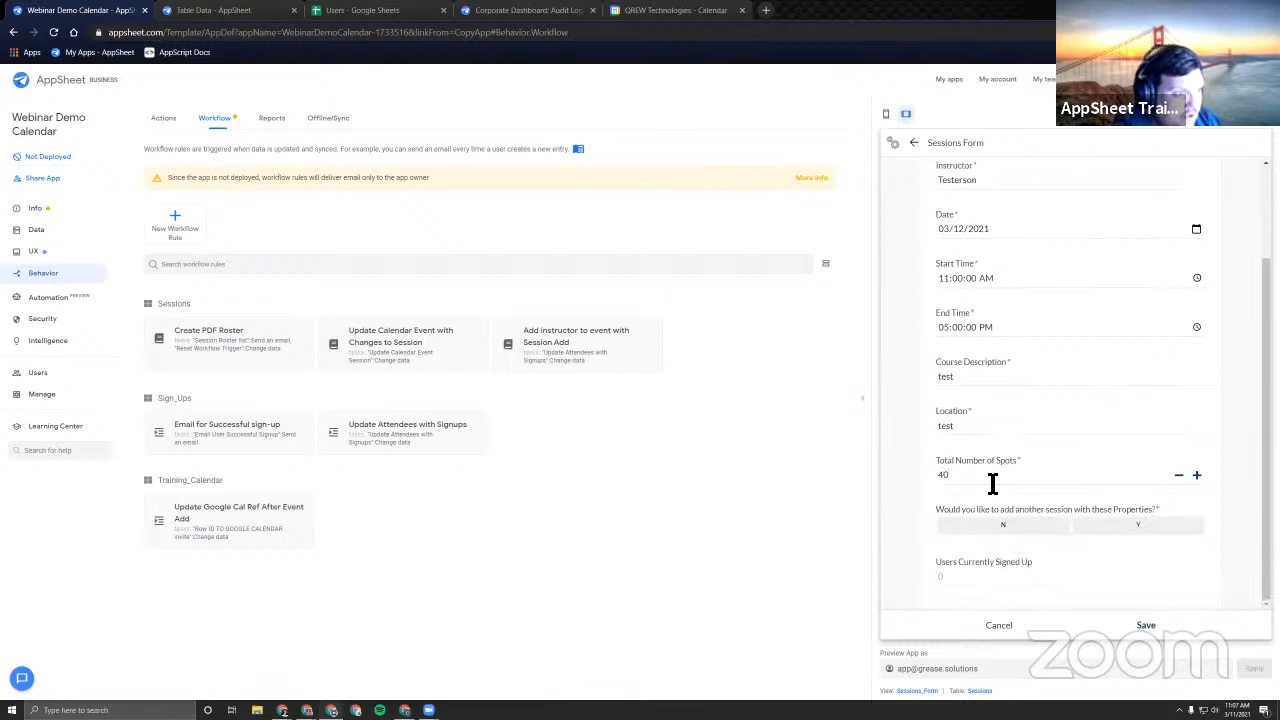 Table Data - AppSheet
Users - Google Sheets
Corporate Dashboard: Audit Log
QREW Technologies - Calendar
appsheet.com/Template/AppDef?appName=WebinarDemoCalendar-1733516&linkFrom=CopyApp#Behavior.Workflow
Apps
My Apps - AppSheet
AppScript Docs
AppSheet Trai...
AppSheet BUSINESS
My apps
My account
My tea
Webinar Demo
Calendar
Not Deployed
Share App
Info
Data
UX
Behavior
Automation PREVIEW
Security
Intelligence
Users
Manage
Learning Center
Search for help
Actions
Workflow
Reports
Offline/Sync
Workflow rules are triggered when data is updated and synced. For example, you can send an email every time a user creates a new entry.
Since the app is not deployed, workflow rules will deliver email only to the app owner
More info
New Workflow
Rule
Search workflow rules
Sessions
Create PDF Roster
tasks: "Session Roster list":Send an email,
"Reset Workflow Trigger":Change data
Update Calendar Event with
Changes to Session
tasks: "Update Calendar Event
Session":Change data
Add instructor to event with
Session Add
tasks: "Update Attendees with
Signups":Change data
Sign_Ups
Email for Successful sign-up
tasks: "Email User Successful Signup":Send
an email
Update Attendees with Signups
tasks: "Update Attendees with
Signups":Change data
Training_Calendar
Update Google Cal Ref After Event
Add
tasks: "Row ID TO GOOGLE CALENDAR
invite":Change data
Sessions Form
Instructor*
Testerson
Date*
03/12/2021
Start Time*
11:00:00 AM
End Time*
05:00:00 PM
Course Description*
test
Location*
test
Total Number of Spots*
40
Would you like to add another session with these Properties?*
N
Y
Users Currently Signed Up
0
Cancel
Save
zoom
Preview App as
app@grease.solutions
Apply
View: Sessions_Form | Table: Sessions
Type here to search
11:07 AM
3/11/2021